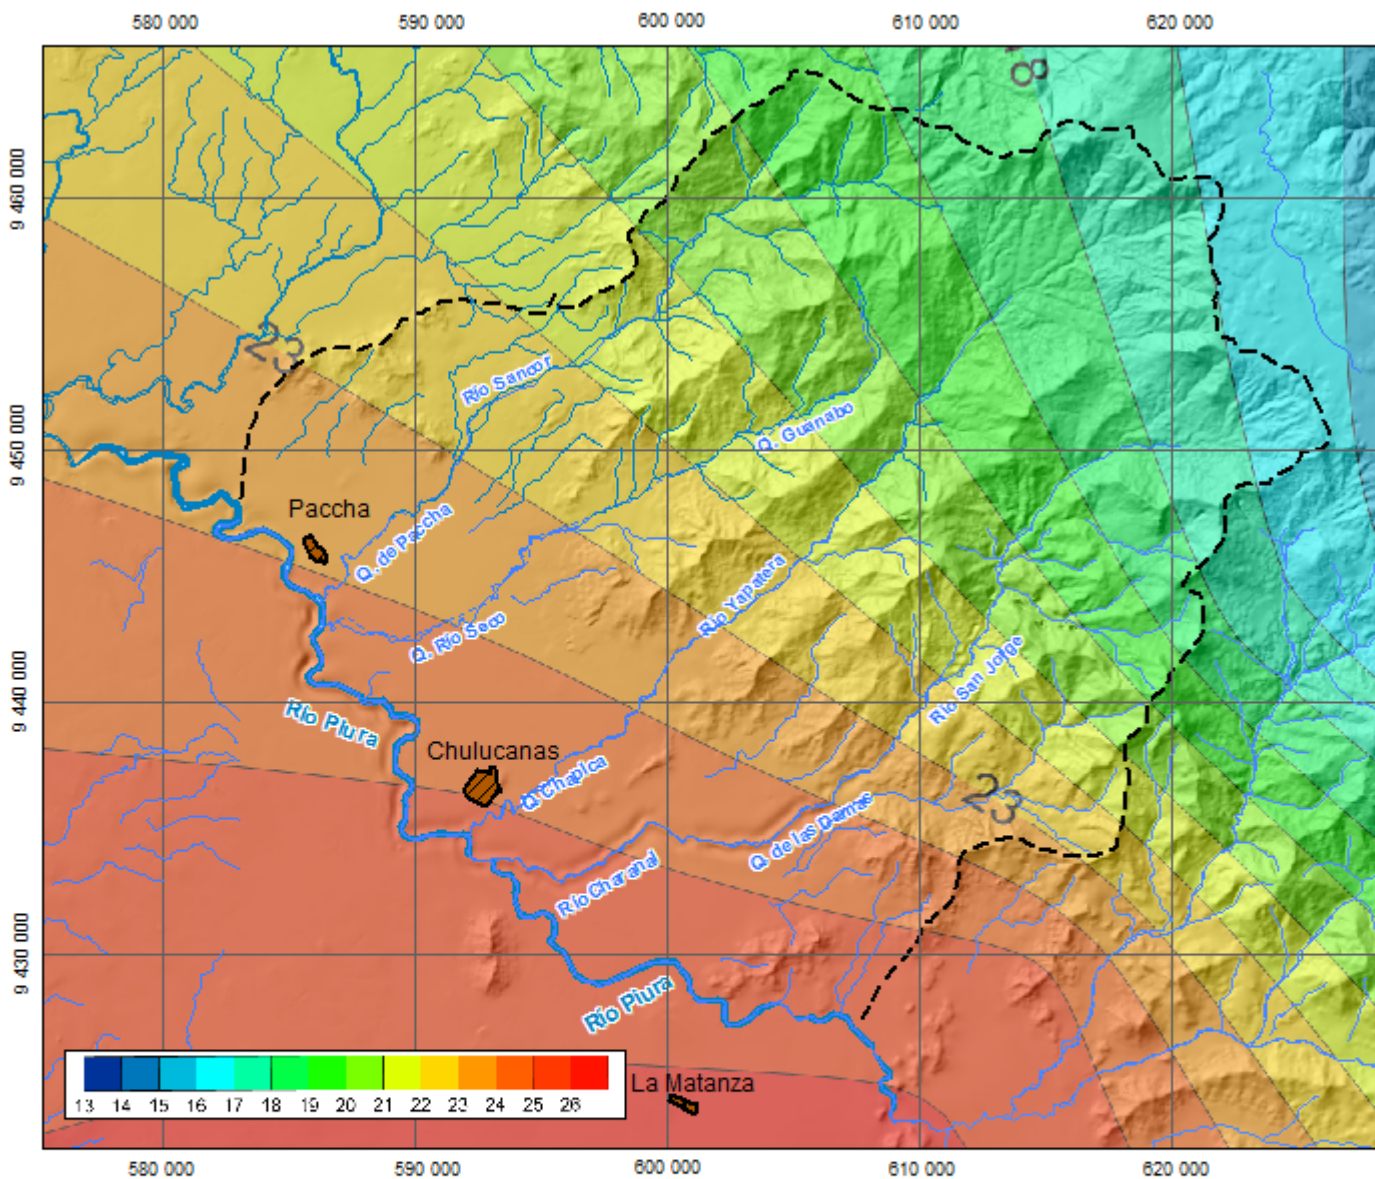 580 000 590 000 600 000 610 000 620 000
8
9 460 000
23
Río Sancor
Q. Guanabo
9 450 000
Paccha
Q. de Paccha
Río Yapatera
Q. Río Seco
Río San Jorge
9 440 000
Río Piura
Chulucanas
Q Chapica
23
Q. de las Damas
Río Charanal
9 430 000
Río Piura
La Matanza
13 14 15 16 17 18 19 20 21 22 23 24 25 26
580 000 590 000 600 000 610 000 620 000